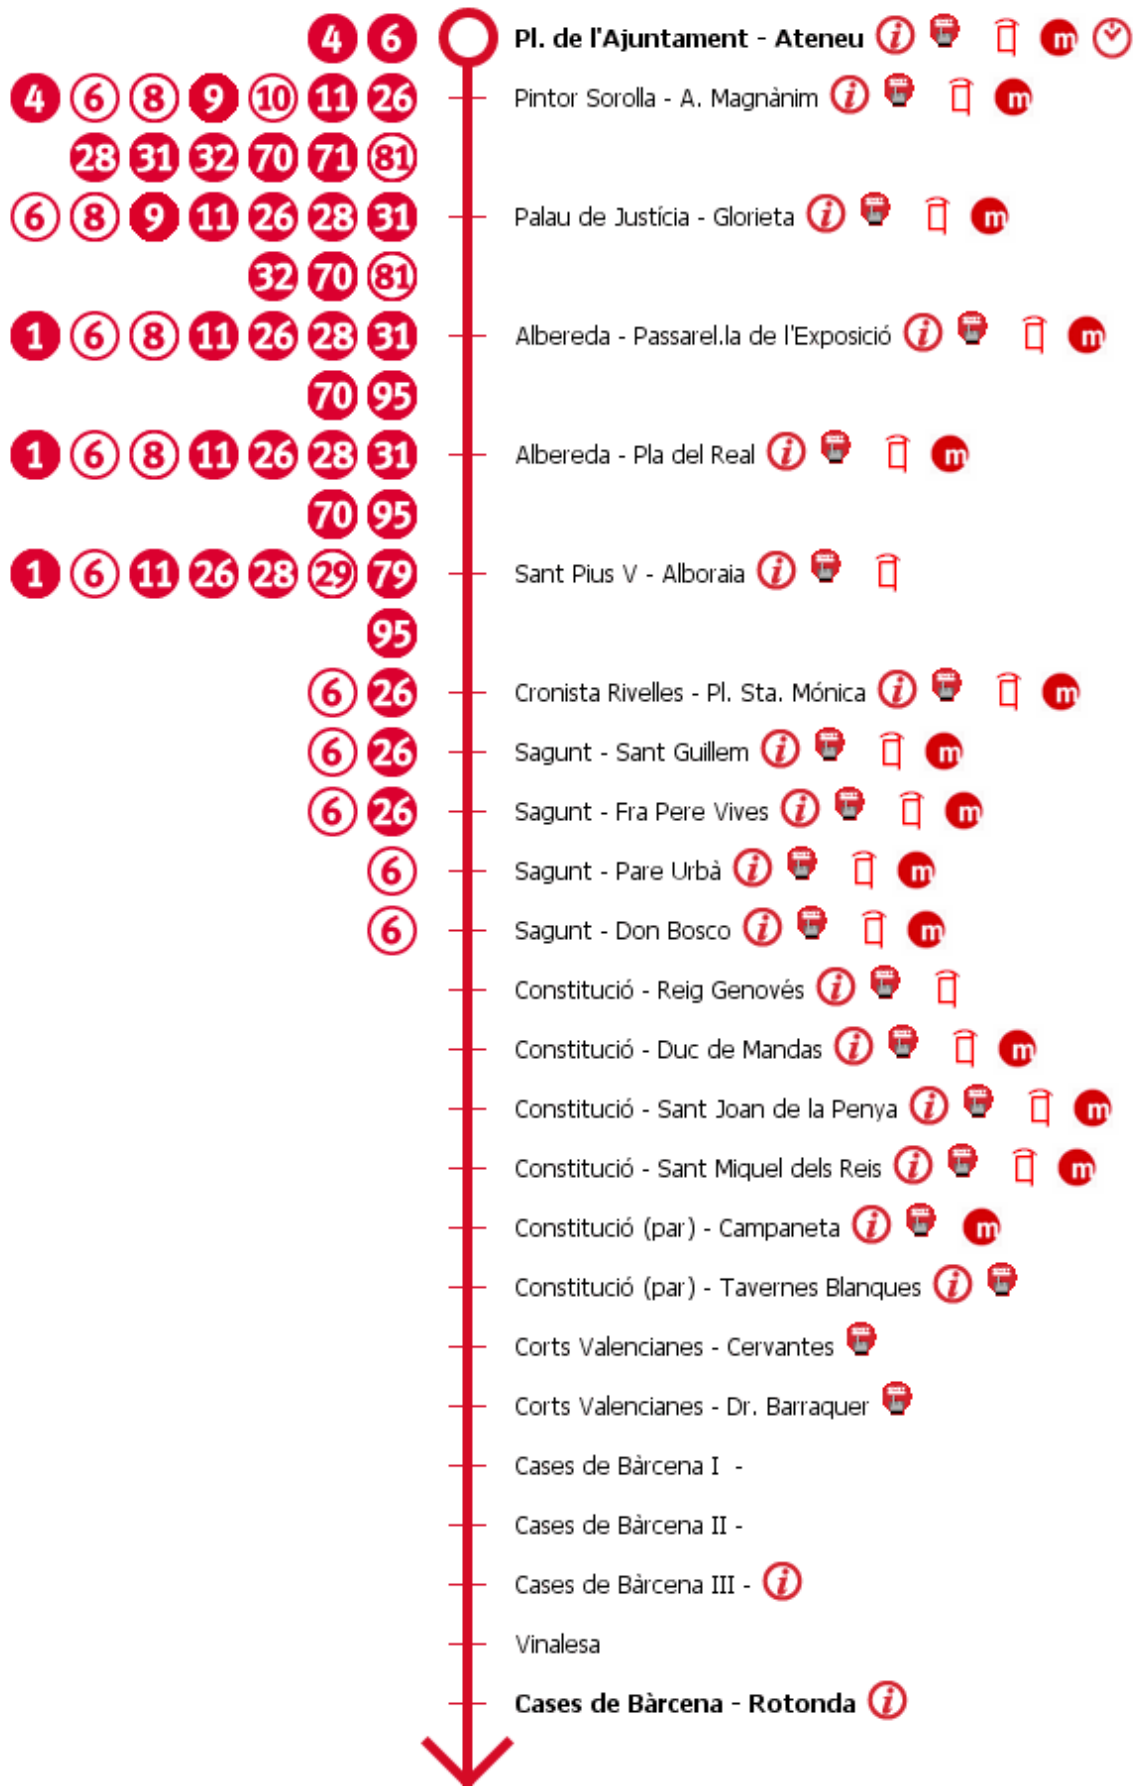 4 6 Pl. de l'Ajuntament - Ateneu i m
4 6 8 9 10 11 26 Pintor Sorolla - A. Magnànim i m
28 31 32 70 71 81
6 8 9 11 26 28 31 Palau de Justícia - Glorieta i m
32 70 81
1 6 8 11 26 28 31 Albereda - Passarel.la de l'Exposició i m
70 95
1 6 8 11 26 28 31 Albereda - Pla del Real i m
70 95
1 6 11 26 28 29 79 Sant Pius V - Alboraia i
95
6 26 Cronista Rivelles - Pl. Sta. Mónica i m
6 26 Sagunt - Sant Guillem i m
6 26 Sagunt - Fra Pere Vives i m
6 Sagunt - Pare Urbà i m
6 Sagunt - Don Bosco i m
Constitució - Reig Genovés i
Constitució - Duc de Mandas i m
Constitució - Sant Joan de la Penya i m
Constitució - Sant Miquel dels Reis i m
Constitució (par) - Campaneta i m
Constitució (par) - Tavernes Blanques i
Corts Valencianes - Cervantes
Corts Valencianes - Dr. Barraquer
Cases de Bàrcena I -
Cases de Bàrcena II -
Cases de Bàrcena III - i
Vinalesa
Cases de Bàrcena - Rotonda i